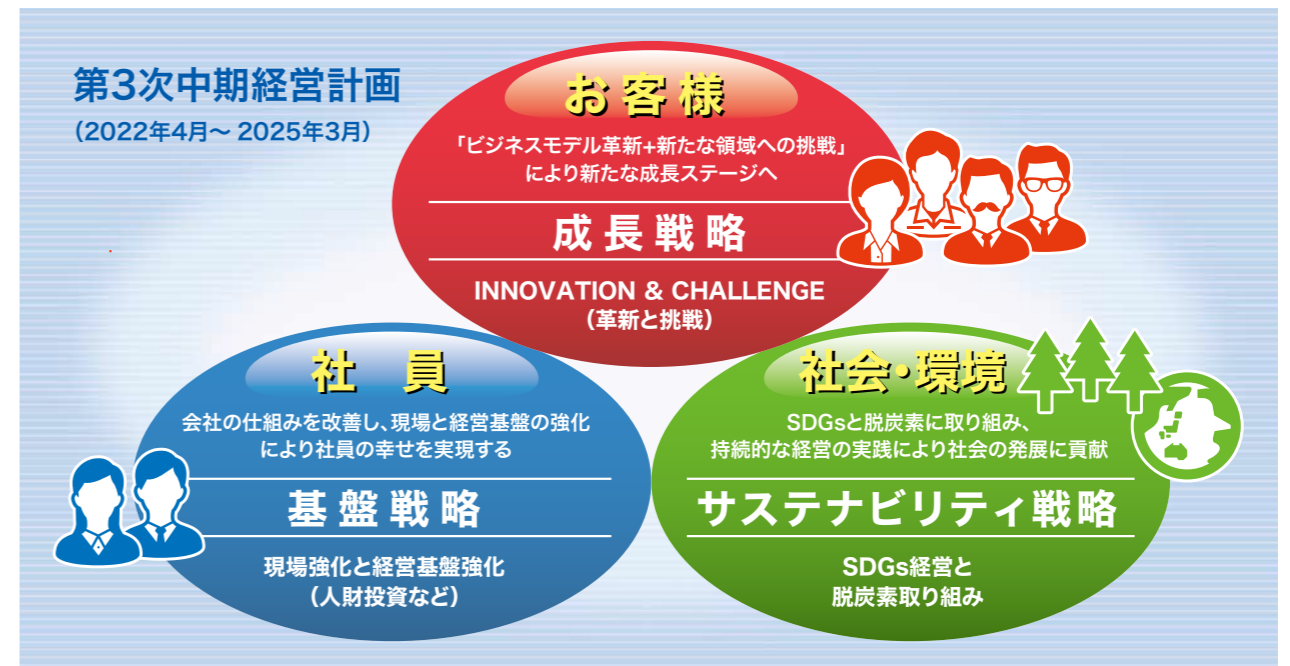 第3次中期経営計画
（2022年4月～2025年3月）
お客様
「ビジネスモデル革新+新たな領域への挑戦」
により新たな成長ステージへ
成長戦略
INNOVATION & CHALLENGE
（革新と挑戦）
社 員
会社の仕組みを改善し、現場と経営基盤の強化
により社員の幸せを実現する
基盤戦略
現場強化と経営基盤強化
（人財投資など）
社会・環境
SDGsと脱炭素に取り組み、
持続的な経営の実践により社会の発展に貢献
サステナビリティ戦略
SDGs経営と
脱炭素取り組み